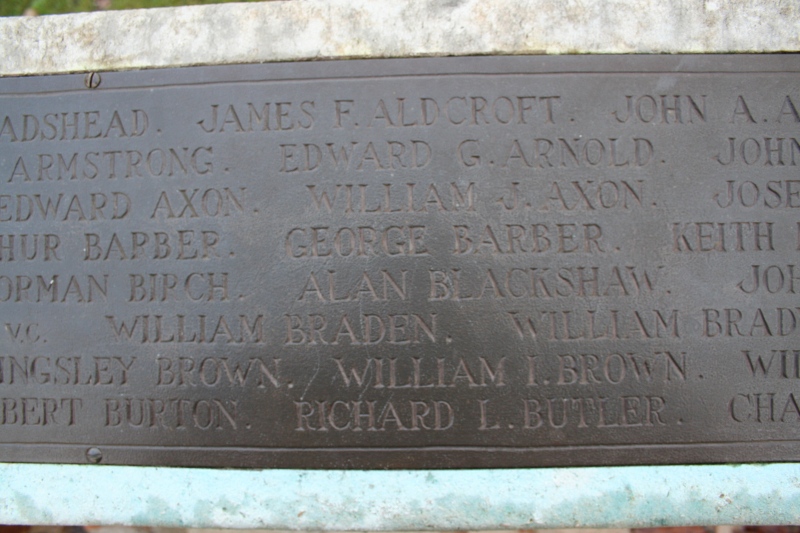 ADSHEAD. JAMES F. ALDCROFT. JOHN A. A
ARMSTRONG. EDWARD G. ARNOLD. JOHN
EDWARD AXON. WILLIAM J. AXON. JOSE
HUR BARBER. GEORGE BARBER. KEITH
ORMAN BIRCH. ALAN BLACKSHAW. JOH
V.C. WILLIAM BRADEN. WILLIAM BRAD
INGSLEY BROWN. WILLIAM I. BROWN. WIL
BERT BURTON. RICHARD L. BUTLER. CHA